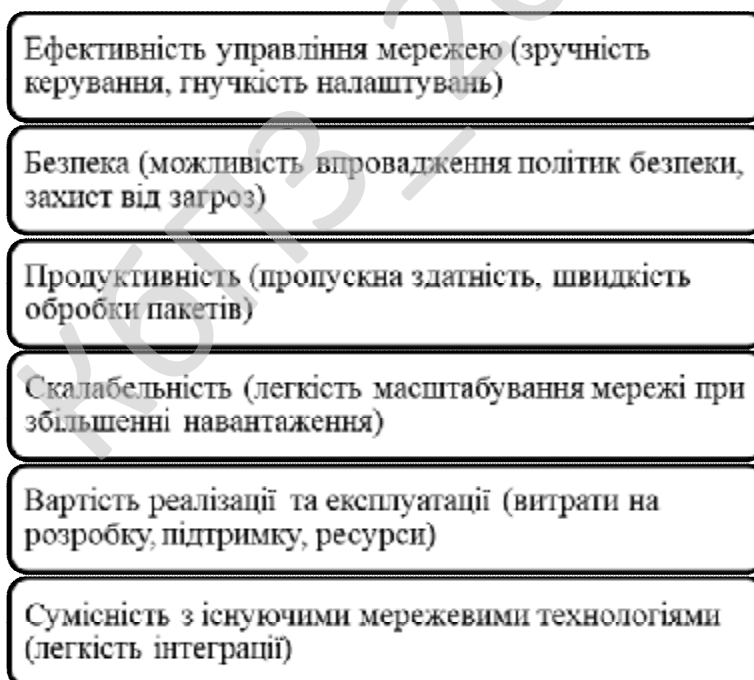 Ефективність управління мережею (зручність
керування, гнучкість налаштувань)
Безпека (можливість впровадження політик безпеки,
захист від загроз)
Продуктивність (пропускна здатність, швидкість
обробки пакетів)
Скалабельність (легкість масштабування мережі при
збільшенні навантаження)
Вартість реалізації та експлуатації (витрати на
розробку, підтримку, ресурси)
Сумісність з існуючими мережевими технологіями
(легкість інтеграції)